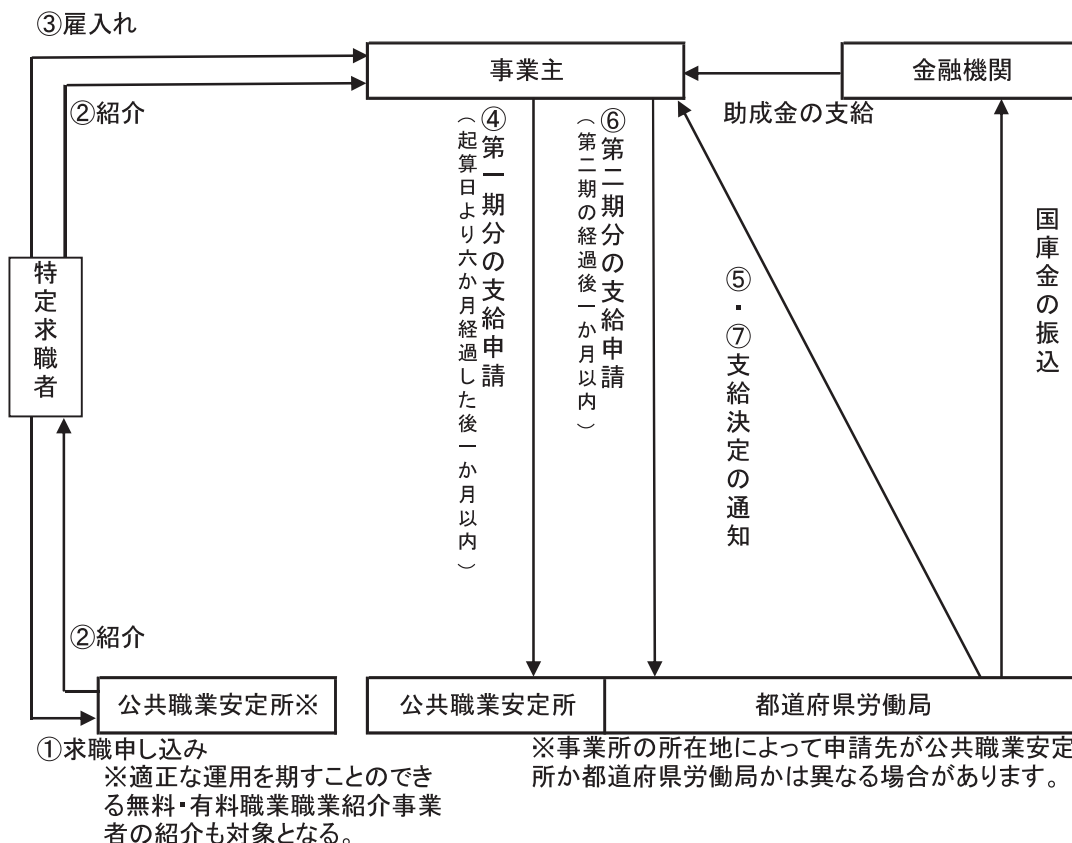 ③雇入れ
事業主
金融機関
②紹介
助成金の支給
④第一期分の支給申請
（起算日より六か月経過した後一か月以内）
⑥第二期分の支給申請
（第二期の経過後一か月以内）
⑤・⑦支給決定の通知
国庫金の振込
特定求職者
②紹介
公共職業安定所※
公共職業安定所
都道府県労働局
①求職申し込み
※適正な運用を期すことのでき
る無料・有料職業職業紹介事業
者の紹介も対象となる。
※事業所の所在地によって申請先が公共職業安定
所か都道府県労働局かは異なる場合があります。